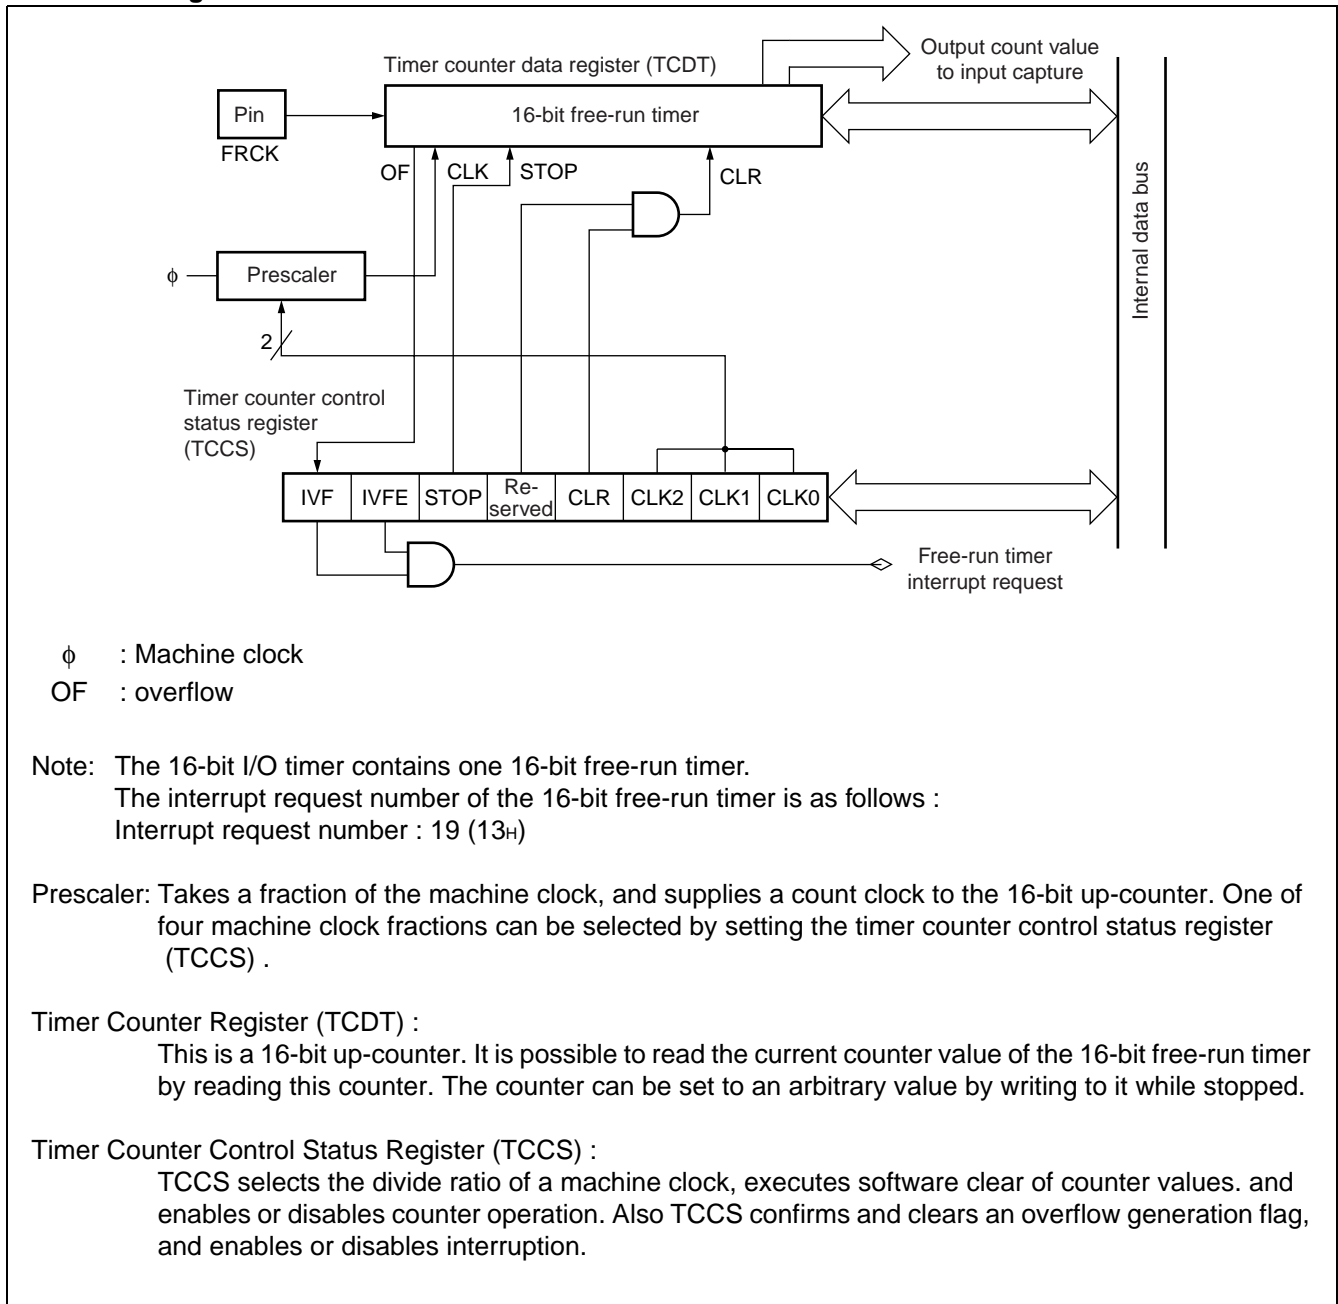 Timer counter data register (TCDT)
Output count value
to input capture
Pin
16-bit free-run timer
FRCK
OF
CLK
STOP
CLR
Internal data bus
ϕ
Prescaler
2
Timer counter control
status register
(TCCS)
IVF
IVFE
STOP
Re-
served
CLR
CLK2
CLK1
CLK0
Free-run timer
interrupt request
ϕ : Machine clock
OF : overflow
Note: The 16-bit I/O timer contains one 16-bit free-run timer.
The interrupt request number of the 16-bit free-run timer is as follows :
Interrupt request number : 19 (13H)
Prescaler: Takes a fraction of the machine clock, and supplies a count clock to the 16-bit up-counter. One of
four machine clock fractions can be selected by setting the timer counter control status register
(TCCS) .
Timer Counter Register (TCDT) :
This is a 16-bit up-counter. It is possible to read the current counter value of the 16-bit free-run timer
by reading this counter. The counter can be set to an arbitrary value by writing to it while stopped.
Timer Counter Control Status Register (TCCS) :
TCCS selects the divide ratio of a machine clock, executes software clear of counter values. and
enables or disables counter operation. Also TCCS confirms and clears an overflow generation flag,
and enables or disables interruption.